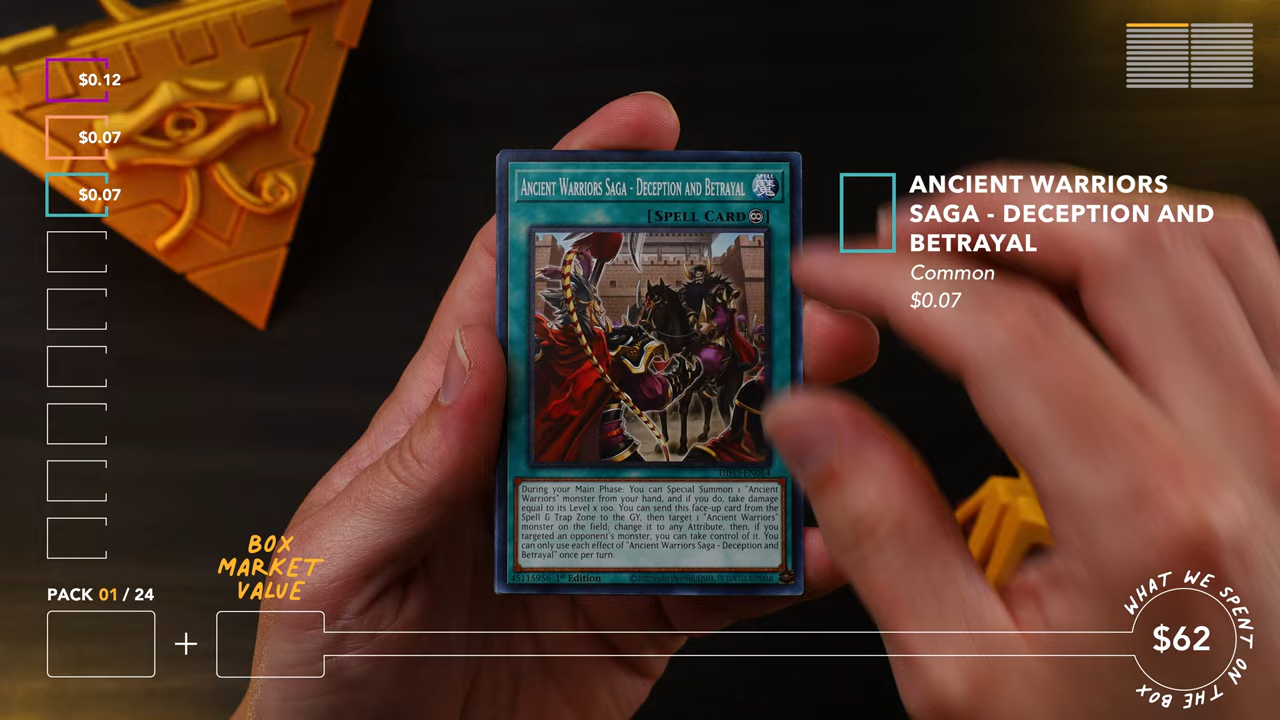 $0.12
$0.07
$0.07
ANCIENT WARRIORS SAGA - DECEPTION AND BETRAYAL
SPELL
魔
[SPELL CARD ]
During your Main Phase: You can Special Summon 1 "Ancient
Warriors" monster from your hand, and if you do, take damage
equal to its Level x 100. You can send this face-up card from the
Spell & Trap Zone to the GY, then target 1 "Ancient Warriors"
monster on the field; change it to any Attribute, then, if you
targeted an opponent's monster, you can take control of it. You
can only use each effect of "Ancient Warriors Saga - Deception and
Betrayal" once per turn.
45115956 1st Edition
ANCIENT WARRIORS
SAGA - DECEPTION AND
BETRAYAL
Common
$0.07
BOX
MARKET
VALUE
PACK 01 / 24
+
WHAT WE SPENT ON THE BOX
$62